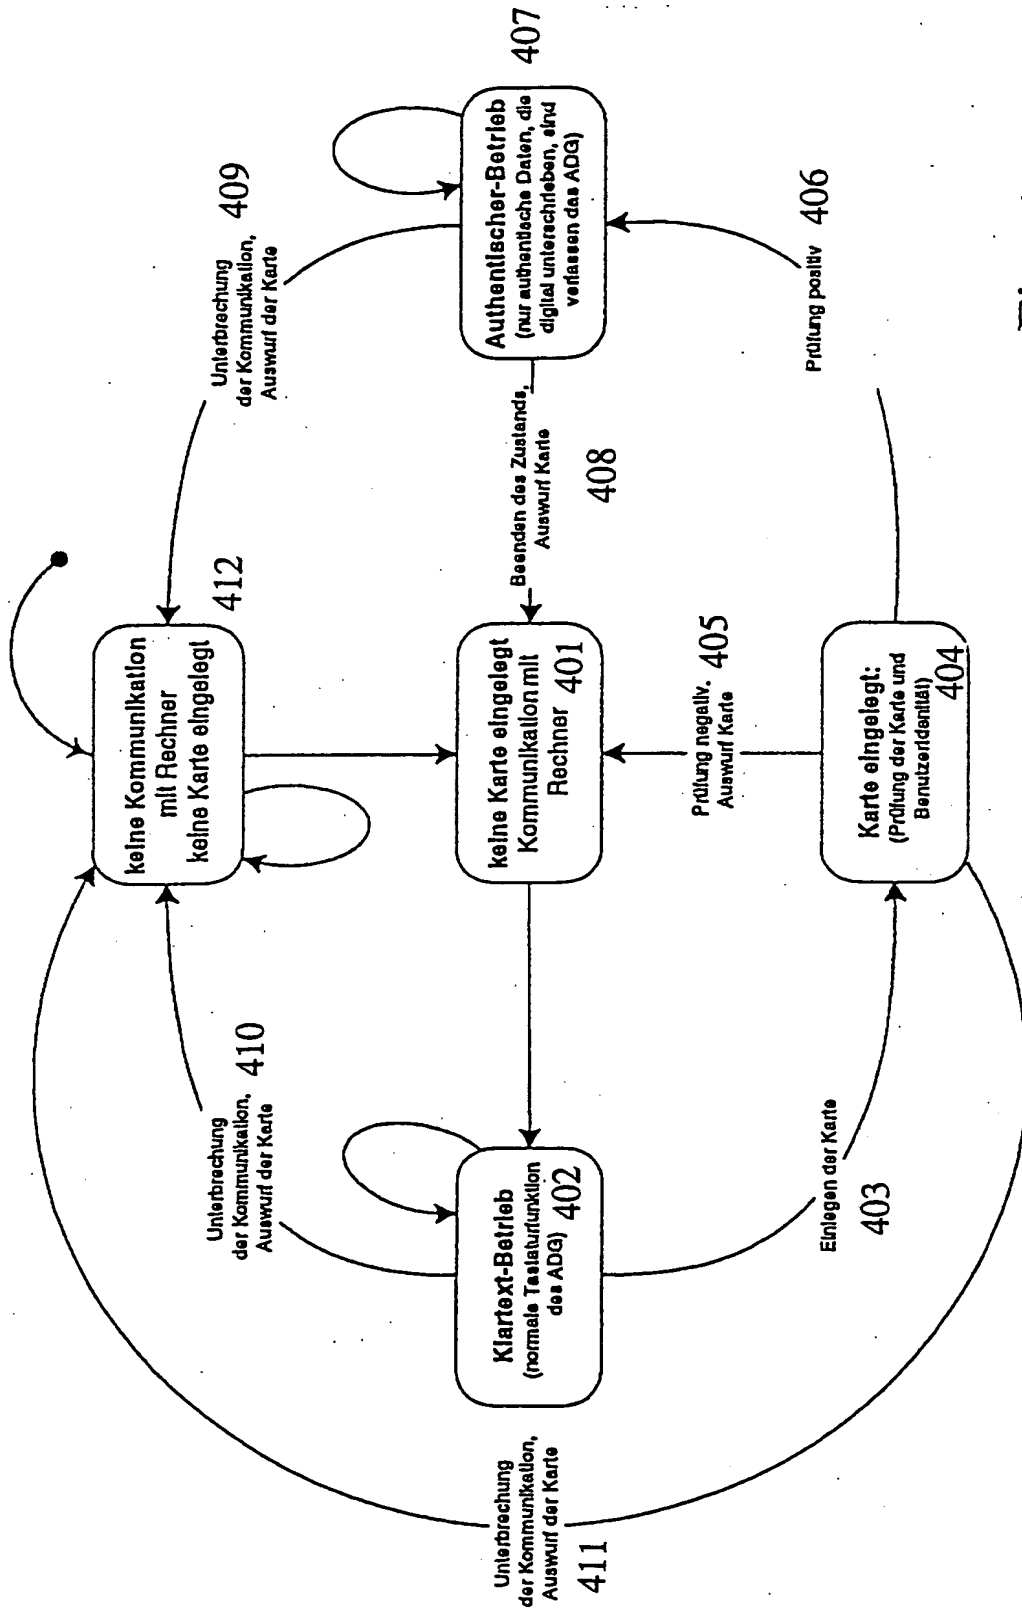 Unterbrechung
der Kommunikation,
Auswurf der Karte
411
Unterbrechung
der Kommunikation,
Auswurf der Karte
410
keine Kommunikation
mit Rechner
keine Karte eingelegt
412
Unterbrechung
der Kommunikation,
Auswurf der Karte
409
Klartext-Betrieb
(normale Tastaturfunktion
des ADG)
402
keine Karte eingelegt
Kommunikation mit
Rechner
401
Beenden des Zustands,
Auswurf Karte
408
Authentischer-Betrieb
(nur authentische Daten, die
digital unterschrieben, sind
verlassen das ADG)
407
Einlegen der Karte
403
Prüfung negativ.
Auswurf Karte
405
Karte eingelegt:
(Prüfung der Karte und
Benutzeridentität)
404
Prüfung positiv
406